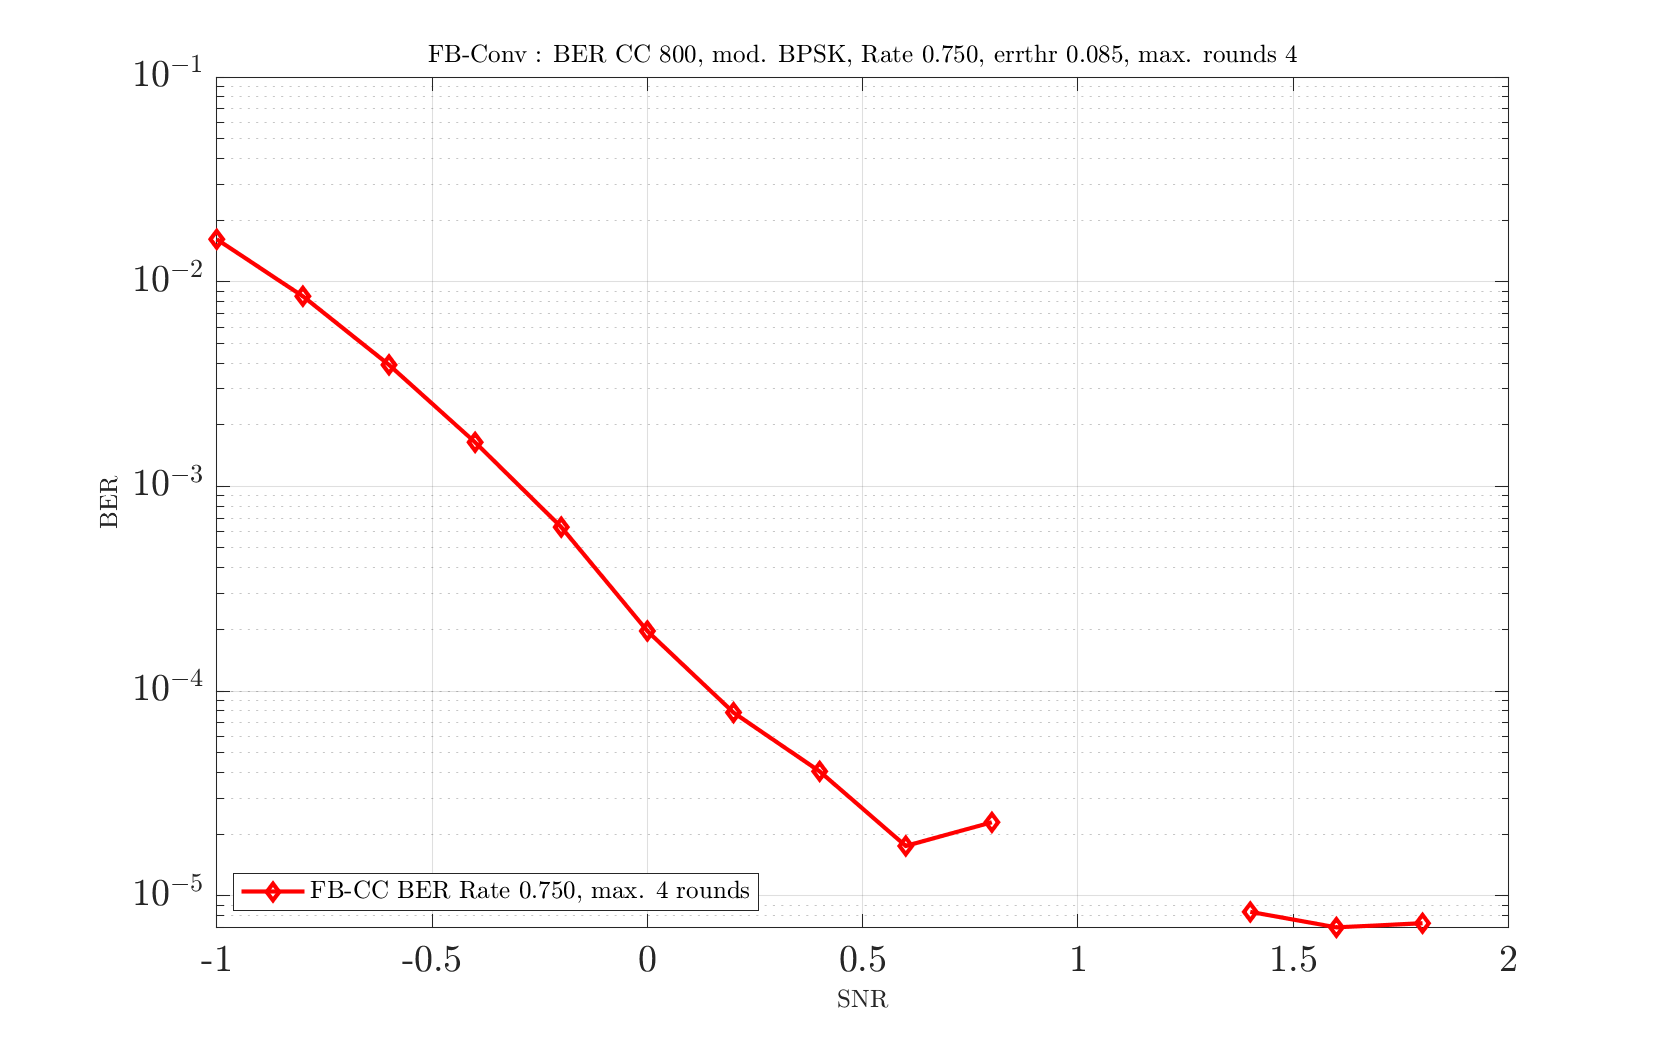 FB-Conv : BER CC 800, mod. BPSK, Rate 0.750, errthr 0.085, max. rounds 4
10^{-1}
10^{-2}
10^{-3}
10^{-4}
10^{-5}
BER
FB-CC BER Rate 0.750, max. 4 rounds
-1 -0.5 0 0.5 1 1.5 2
SNR